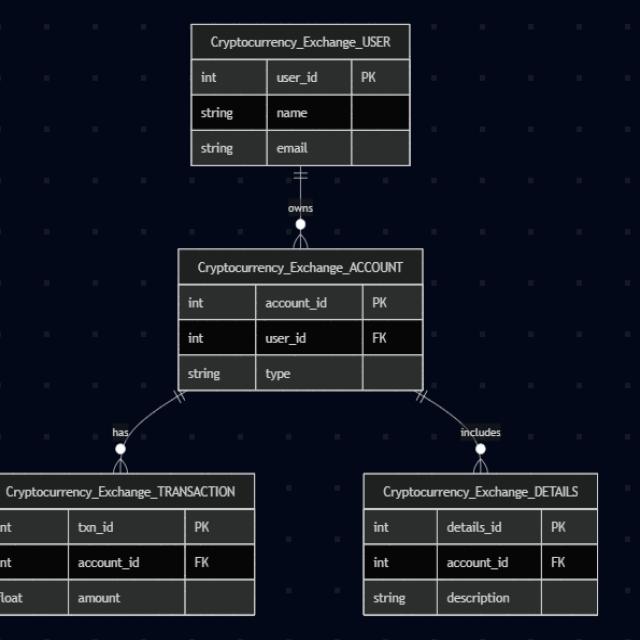 Cryptocurrency_Exchange_USER
int user_id PK
string name
string email
owns
Cryptocurrency_Exchange_ACCOUNT
int account_id PK
int user_id FK
string type
has includes
Cryptocurrency_Exchange_TRANSACTION
nt txn_id PK
nt account_id FK
loat amount
Cryptocurrency_Exchange_DETAILS
int details_id PK
int account_id FK
string description